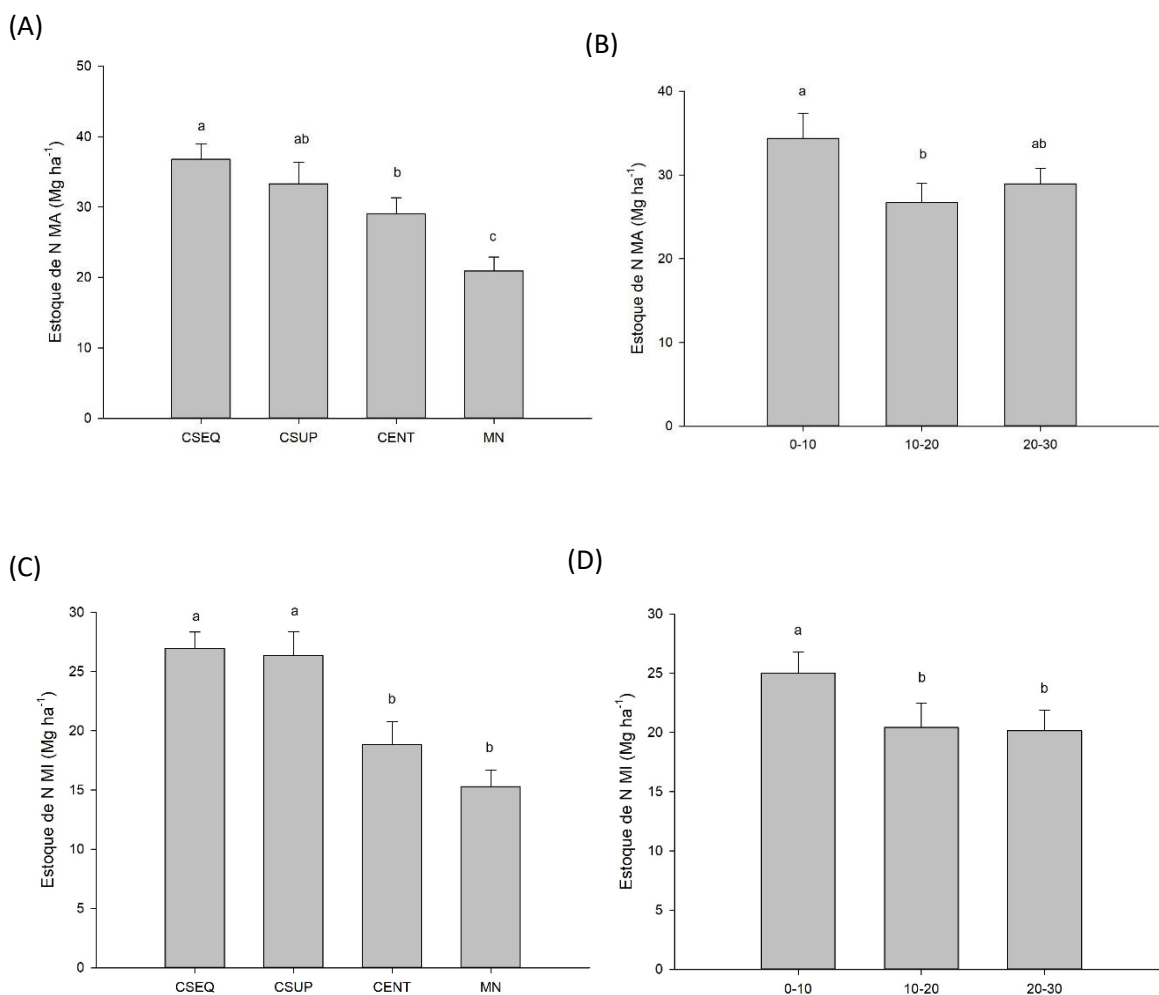 (A)
50
40
30
20
10
0
Estoque de N MA (Mg ha⁻¹)
a
ab
b
c
CSEQ CSUP CENT MN
(B)
40
30
20
10
0
Estoque de N MA (Mg ha⁻¹)
a
b
ab
0-10 10-20 20-30
(C)
30
25
20
15
10
5
0
Estoque de N MI (Mg ha⁻¹)
a a
b
b
CSEQ CSUP CENT MN
(D)
30
25
20
15
10
5
0
Estoque de N MI (Mg ha⁻¹)
a
b b
0-10 10-20 20-30